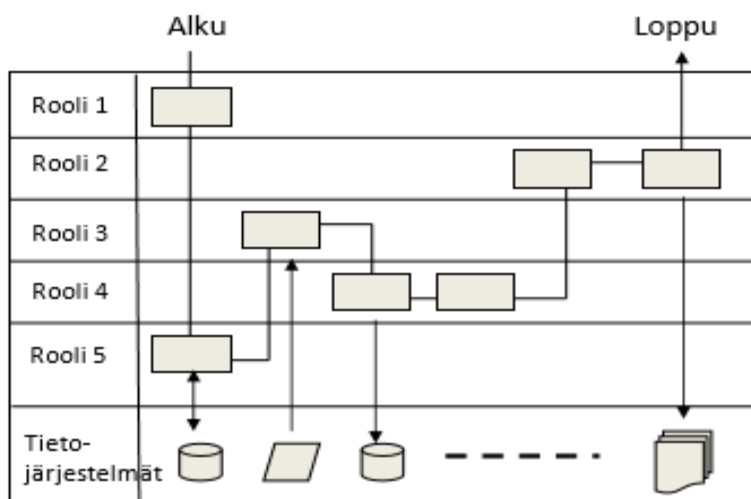 Alku
Loppu
Rooli 1
Rooli 2
Rooli 3
Rooli 4
Rooli 5
Tieto-
järjestelmät